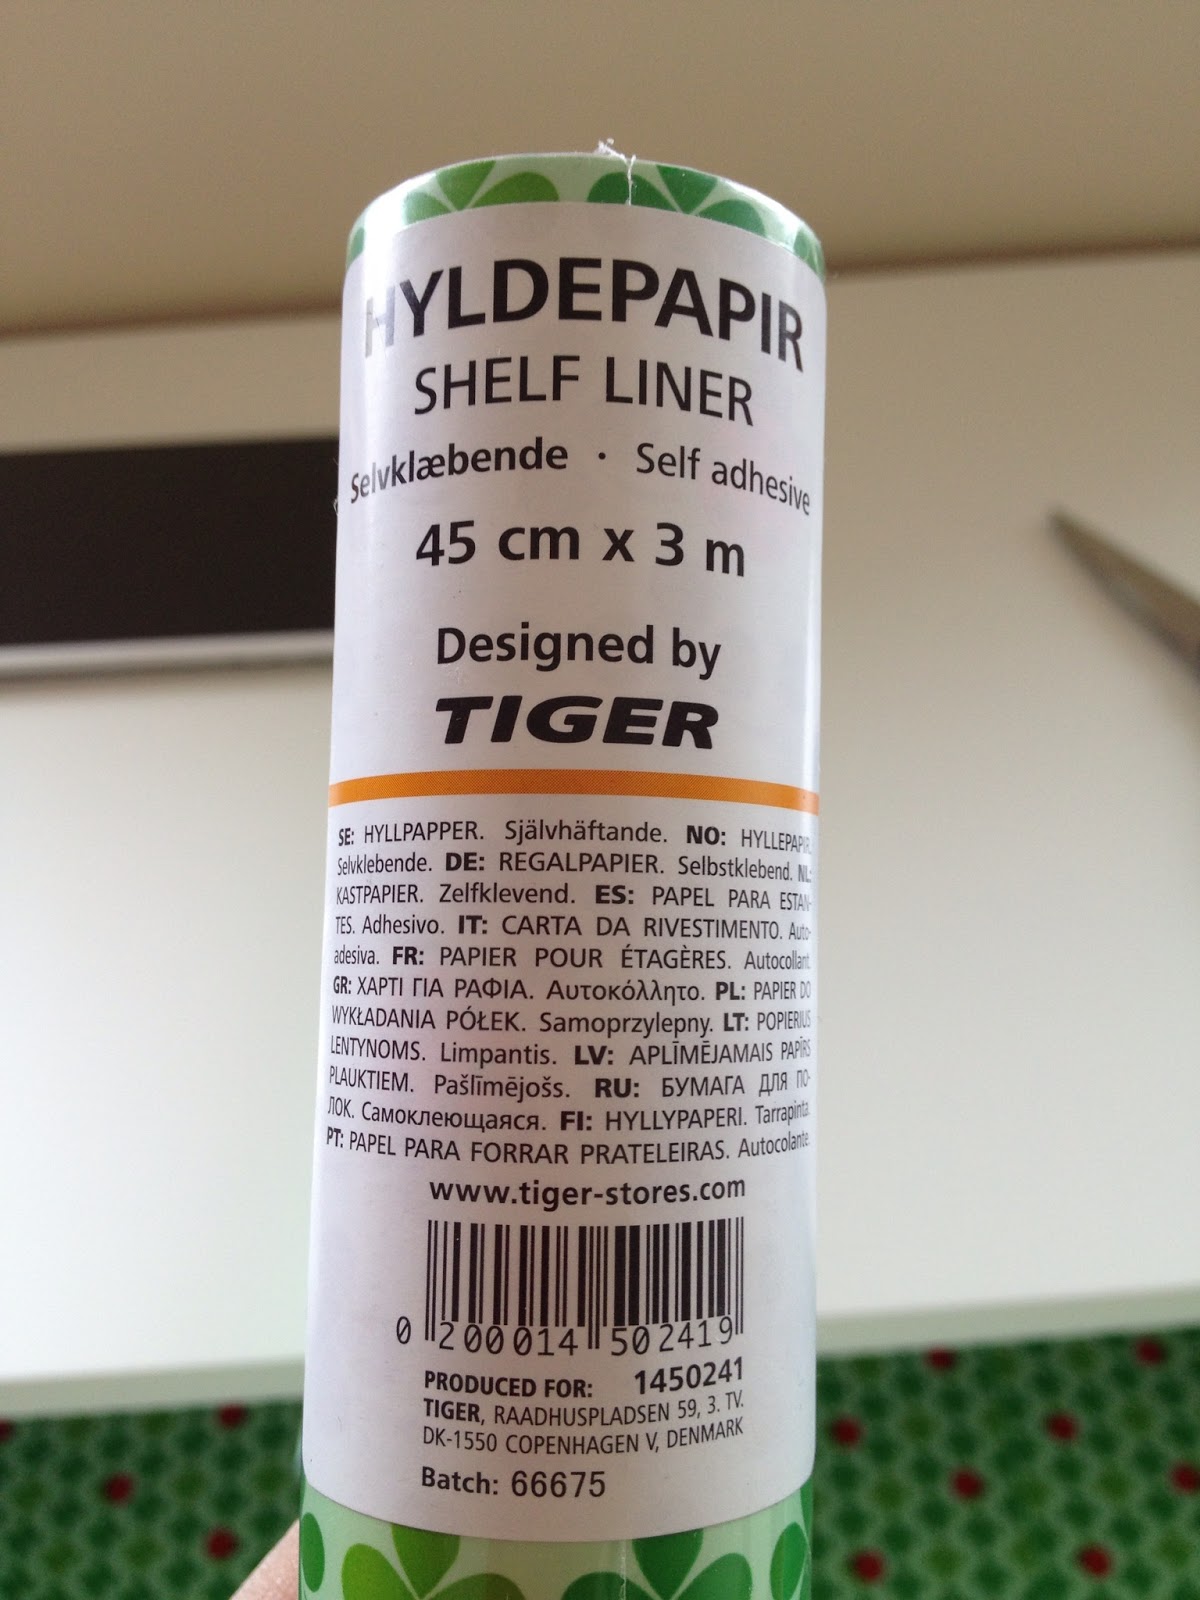 HYLDEPAPIR
SHELF LINER
Selvklæbende · Self adhesive
45 cm x 3 m
Designed by
TIGER
SE: HYLLPAPPER. Självhäftande. NO: HYLLEPAPIR.
Selvklebende. DE: REGALPAPIER. Selbstklebend. NL:
KASTPAPIER. Zelfklevend. ES: PAPEL PARA ESTAN-
TES. Adhesivo. IT: CARTA DA RIVESTIMENTO. Auto-
adesiva. FR: PAPIER POUR ÉTAGÈRES. Autocollant.
GR: ΧΑΡΤΙ ΓΙΑ ΡΑΦΙΑ. Αυτοκόλλητο. PL: PAPIER DO
WYKŁADANIA PÓŁEK. Samoprzylepny. LT: POPIERIUS
LENTYNOMS. Limpantis. LV: APLĪMĒJAMAIS PAPĪRS
PLAUKTIEM. Pašlīmējošs. RU: БУМАГА ДЛЯ ПО-
ЛОК. Самоклеющаяся. FI: HYLLYPAPERI. Tarrapinta.
PT: PAPEL PARA FORRAR PRATELEIRAS. Autocolante.
www.tiger-stores.com
0 200014 502419
PRODUCED FOR: 1450241
TIGER, RAADHUSPLADSEN 59, 3. TV.
DK-1550 COPENHAGEN V, DENMARK
Batch: 66675